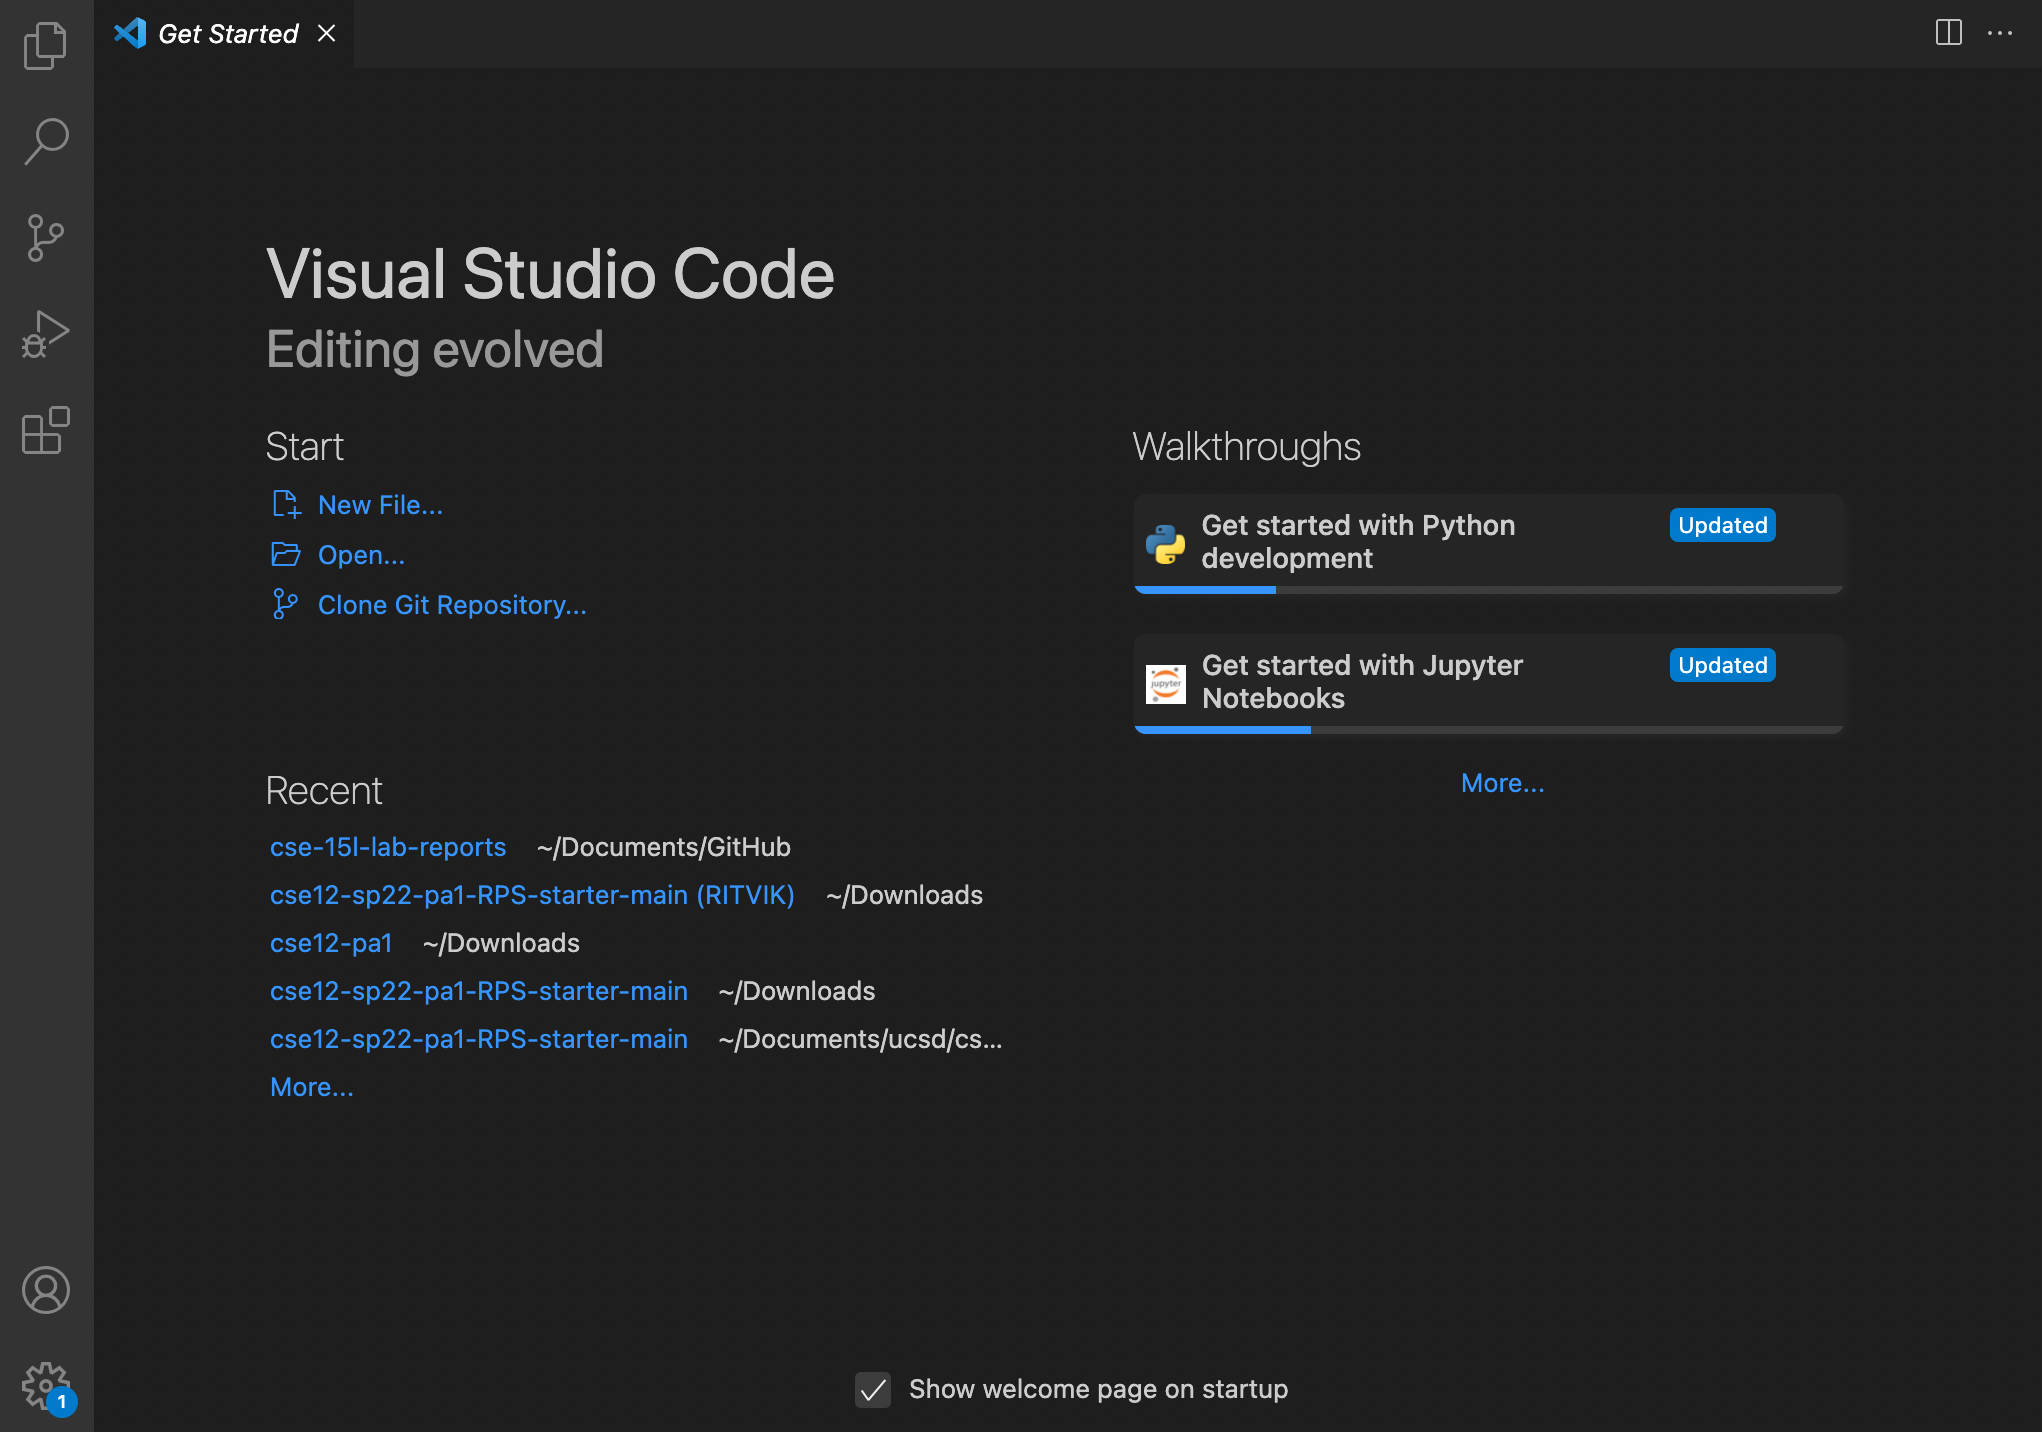 Get Started
Visual Studio Code
Editing evolved
Start
New File...
Open...
Clone Git Repository...
Recent
cse-15l-lab-reports ~/Documents/GitHub
cse12-sp22-pa1-RPS-starter-main (RITVIK) ~/Downloads
cse12-pa1 ~/Downloads
cse12-sp22-pa1-RPS-starter-main ~/Downloads
cse12-sp22-pa1-RPS-starter-main ~/Documents/ucsd/cs...
More...
Walkthroughs
Get started with Python
development
Updated
jupyter
Get started with Jupyter
Notebooks
Updated
More...
1
Show welcome page on startup